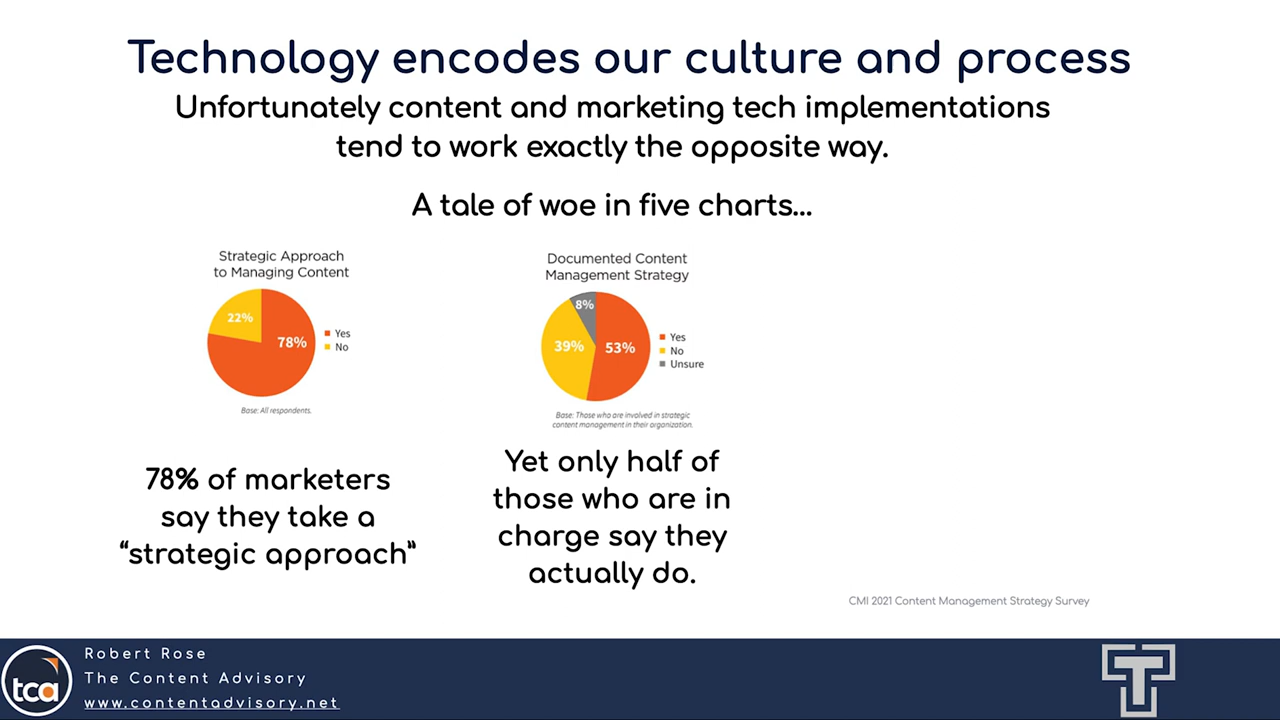 Technology encodes our culture and process
Unfortunately content and marketing tech implementations
tend to work exactly the opposite way.
A tale of woe in five charts...
Strategic Approach
to Managing Content
22%
78%
Yes
No
Base: All respondents.
78% of marketers
say they take a
“strategic approach”
Documented Content
Management Strategy
8%
39%
53%
Yes
No
Unsure
Base: Those who are involved in strategic
content management in their organization.
Yet only half of
those who are in
charge say they
actually do.
CMI 2021 Content Management Strategy Survey
tca
Robert Rose
The Content Advisory
www.contentadvisory.net
T